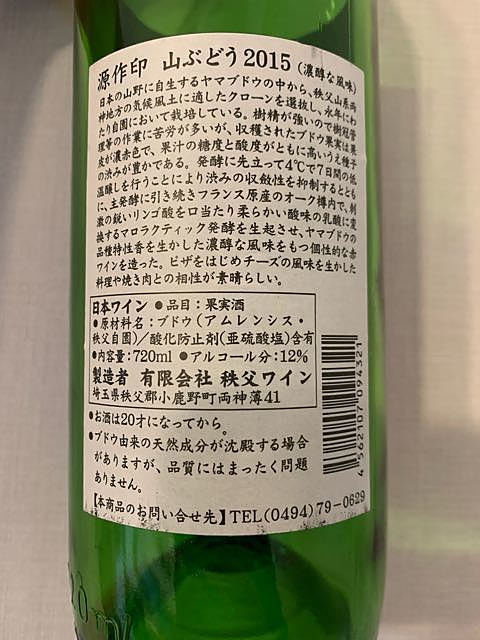 源作印 山ぶどう2015(濃醇な風味)
日本の山野に自生するヤマブドウの中から、秩父山系両
神地方の気候風土に適したクローンを選抜し、永年にわ
たり自園において栽培している。樹精が強いので樹冠管
理等の作業に苦労が多いが、収穫されたブドウ果実は果
皮が濃赤色で、果汁の糖度と酸度がともに高いうえ種子
の渋みが豊かである。発酵に先立って4℃で7日間の低
温醸しを行うことにより渋みの収斂性を抑制するととも
に、主発酵に引き続きフランス原産のオーク樽内で、刺
激の鋭いリンゴ酸を口当たり柔らかい酸味の乳酸に変
換するマロラクティック発酵を生起させ、ヤマブドウの
品種特性香を生かした濃醇な風味をもつ個性的な赤
ワインを造った。ピザをはじめチーズの風味を生かした
料理や焼き肉との相性が素晴らしい。
日本ワイン ●品目:果実酒
●原材料名:ブドウ(アムレンシス・
秩父自園)/酸化防止剤(亜硫酸塩)含有
●内容量:720ml ●アルコール分:12%
製造者 有限会社 秩父ワイン
埼玉県秩父郡小鹿野町両神薄41
●お酒は20才になってから。
●ブドウ由来の天然成分が沈殿する場合
がありますが、品質にはまったく問題
ありません。
【本商品のお問い合せ先】TEL(0494)79-0629
4562107094321